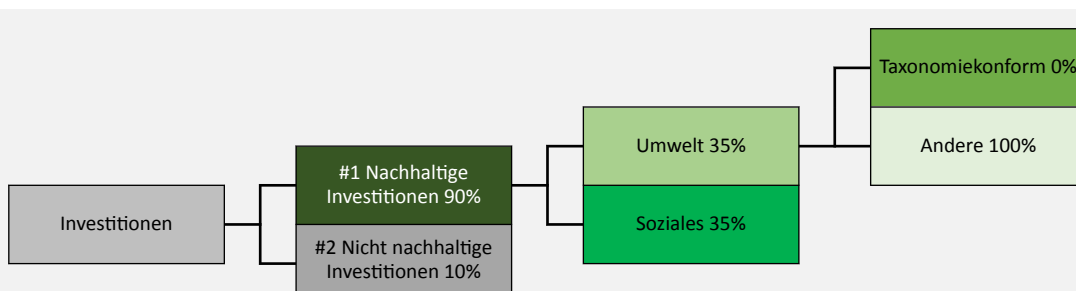 Investitionen
#1 Nachhaltige
Investitionen 90%
#2 Nicht nachhaltige
Investitionen 10%
Umwelt 35%
Soziales 35%
Taxonomiekonform 0%
Andere 100%